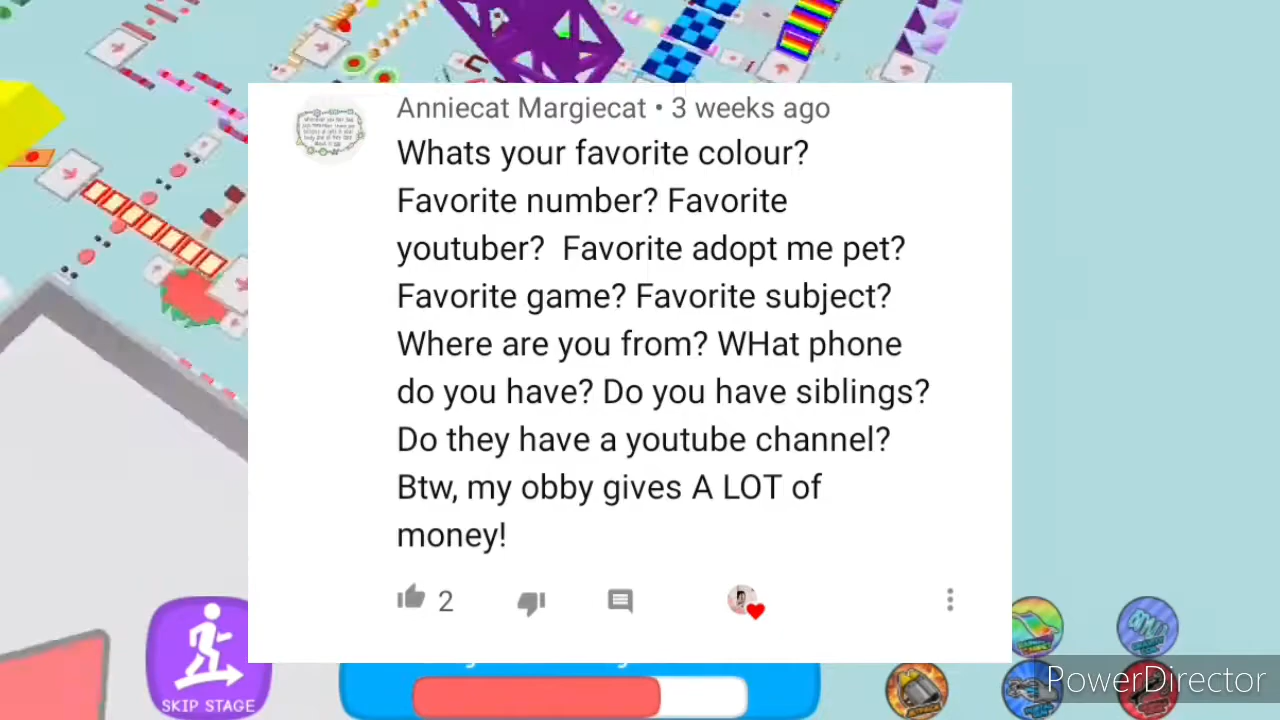 Anniecat Margiecat • 3 weeks ago
Whats your favorite colour?
Favorite number? Favorite
youtuber?  Favorite adopt me pet?
Favorite game? Favorite subject?
Where are you from? WHat phone
do you have? Do you have siblings?
Do they have a youtube channel?
Btw, my obby gives A LOT of
money!
2
SKIP STAGE
PowerDirector